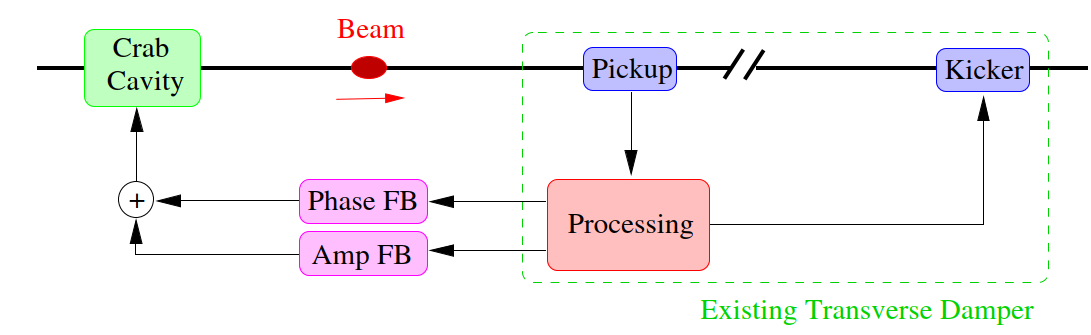 Beam
Crab
Cavity
Pickup
Kicker
+
Phase FB
Processing
Amp FB
Existing Transverse Damper